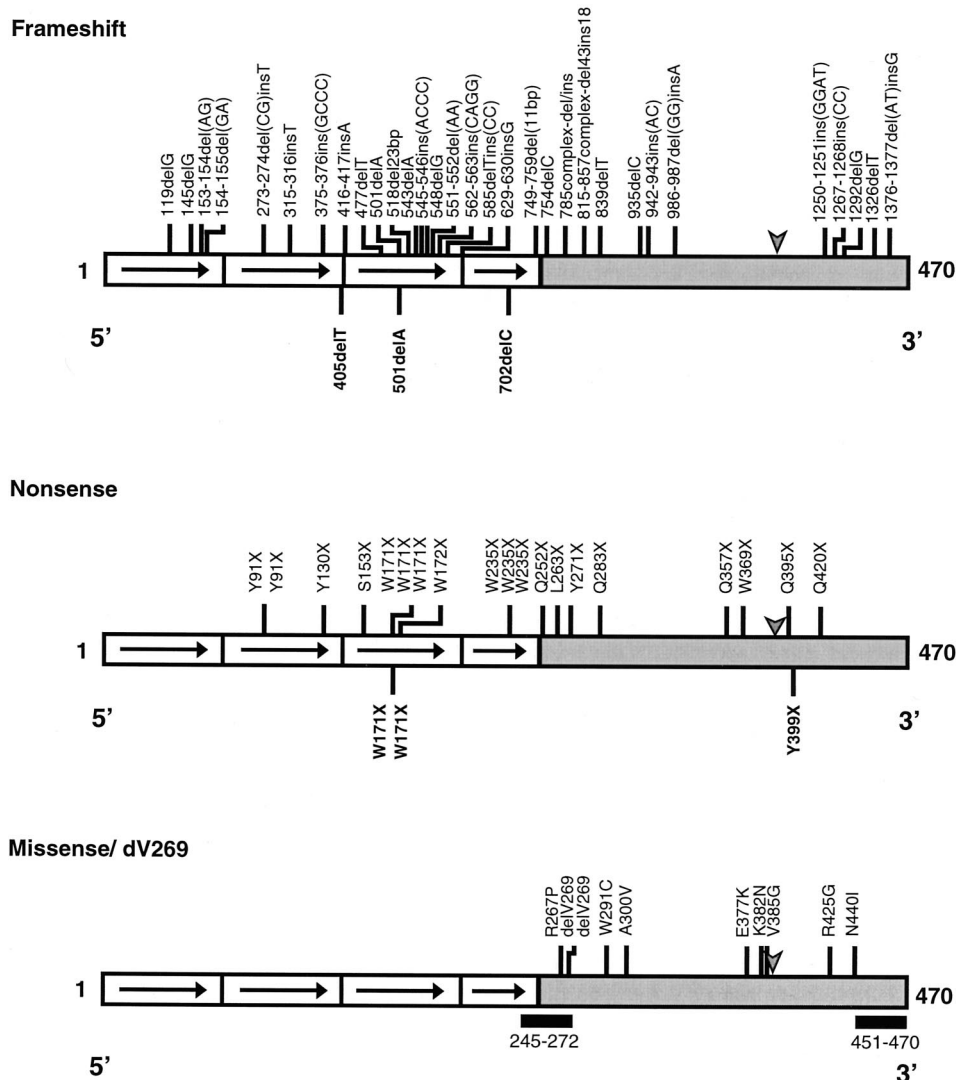 Frameshift
119delG
145delG
153-154del(AG)
154-155del(GA)
273-274del(CG)insT
315-316insT
375-376ins(GCCC)
416-417insA
477delT
501delA
518del23bp
543delA
545-546ins(ACCC)
548delG
551-552del(AA)
562-563ins(CAGG)
585delTins(CC)
629-630insG
749-759del(11bp)
754delC
785complex-del/ins
815-857complex-del43ins18
839delT
935delC
942-943ins(AC)
986-987del(GG)insA
1250-1251ins(GGAT)
1267-1268ins(CC)
1292delG
1326delT
1376-1377del(AT)insG
1
470
405delT
501delA
702delC
5’
3’
Nonsense
Y91X
Y91X
Y130X
S153X
W171X
W171X
W171X
W172X
W235X
W235X
W235X
Q252X
L263X
Y271X
Q283X
Q357X
W369X
Q395X
Q420X
1
470
W171X
W171X
Y399X
5’
3’
Missense/ dV269
R267P
delV269
delV269
W291C
A300V
E377K
K382N
V385G
R425G
N440I
1
470
245-272
451-470
5’
3’